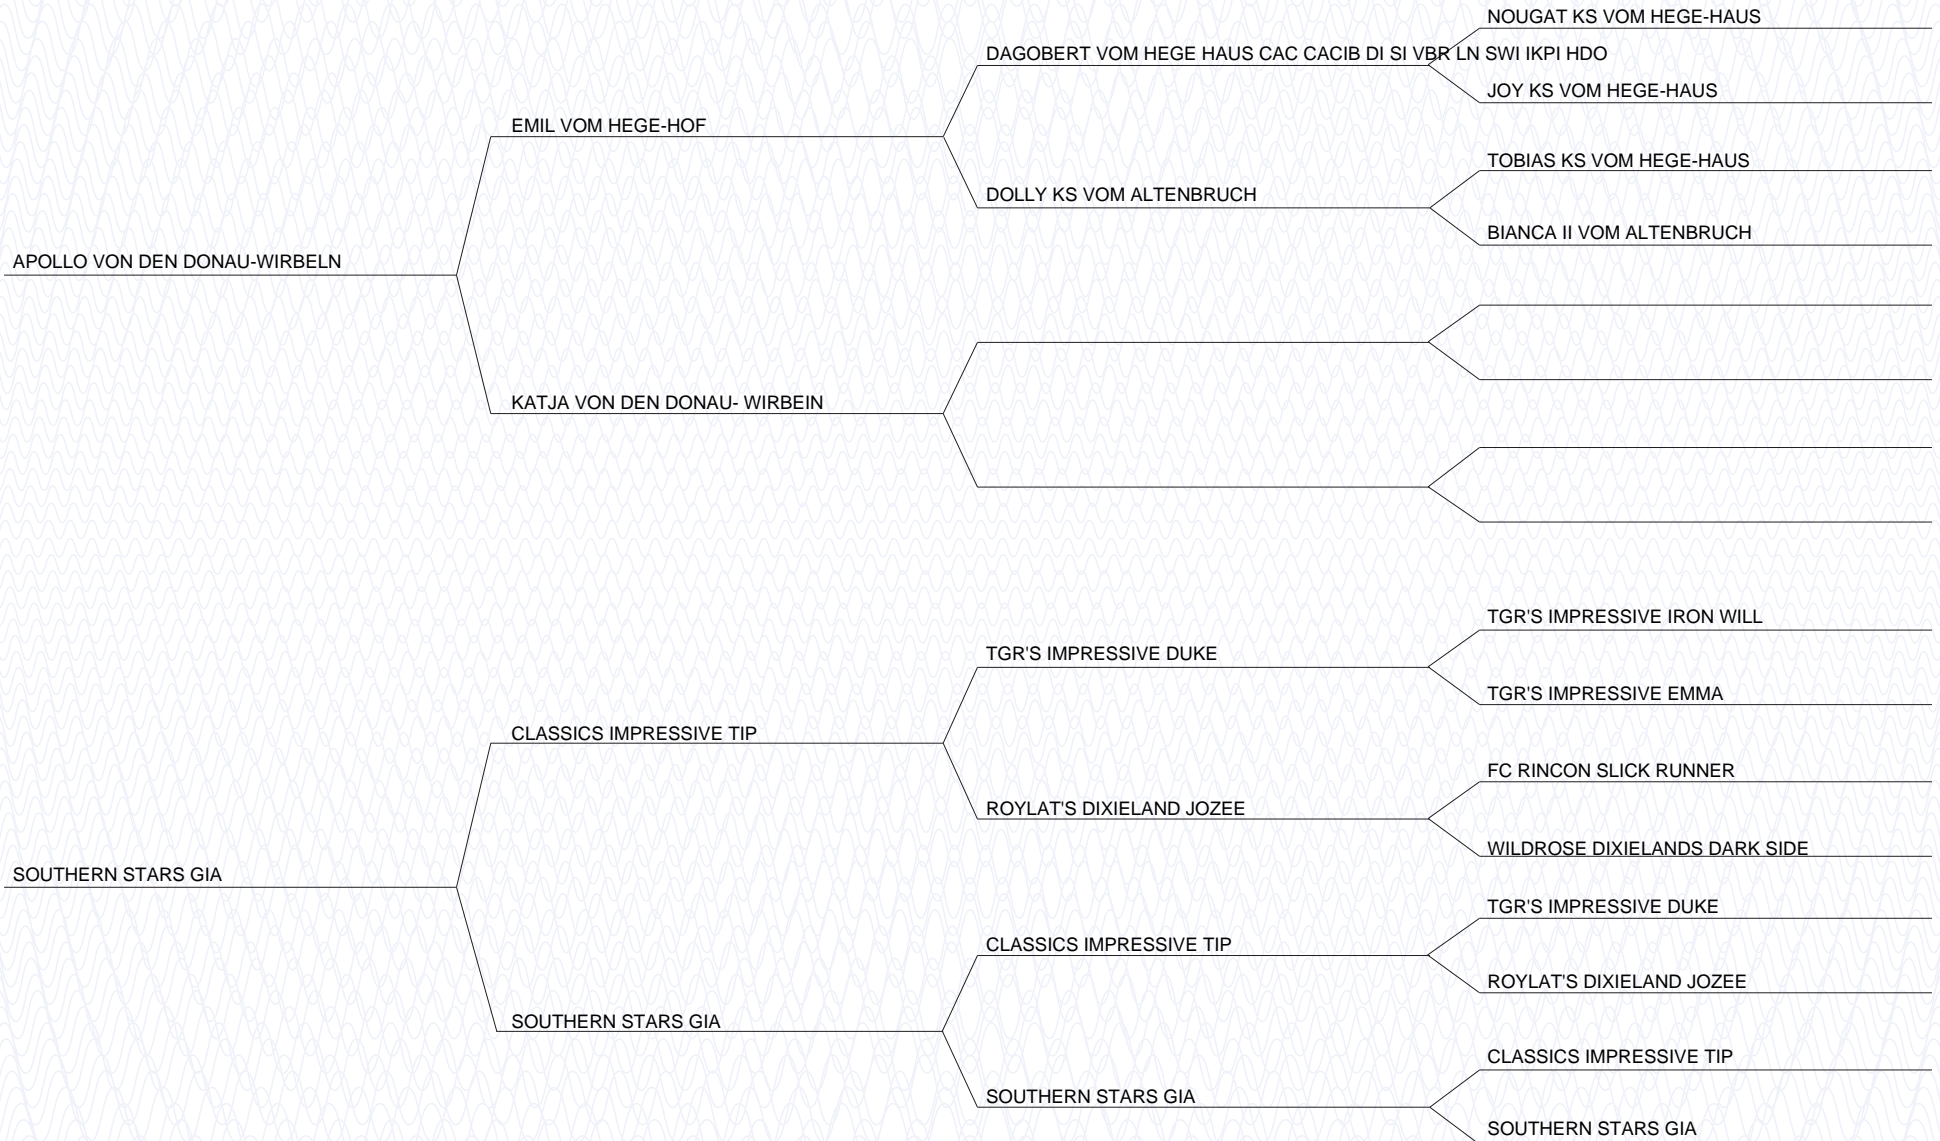 NOUGAT KS VOM HEGE-HAUS
DAGOBERT VOM HEGE HAUS CAC CACIB DI SI VBR LN SWI IKPI HDO
JOY KS VOM HEGE-HAUS
EMIL VOM HEGE-HOF
TOBIAS KS VOM HEGE-HAUS
DOLLY KS VOM ALTENBRUCH
BIANCA II VOM ALTENBRUCH
APOLLO VON DEN DONAU-WIRBELN
KATJA VON DEN DONAU- WIRBEIN
TGR'S IMPRESSIVE IRON WILL
TGR'S IMPRESSIVE DUKE
TGR'S IMPRESSIVE EMMA
CLASSICS IMPRESSIVE TIP
FC RINCON SLICK RUNNER
ROYLAT'S DIXIELAND JOZEE
WILDROSE DIXIELANDS DARK SIDE
SOUTHERN STARS GIA
TGR'S IMPRESSIVE DUKE
CLASSICS IMPRESSIVE TIP
ROYLAT'S DIXIELAND JOZEE
SOUTHERN STARS GIA
CLASSICS IMPRESSIVE TIP
SOUTHERN STARS GIA
SOUTHERN STARS GIA